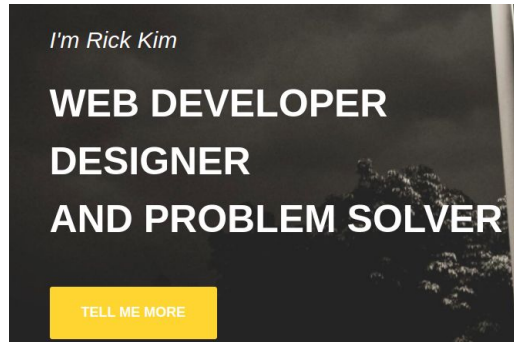 I'm Rick Kim
WEB DEVELOPER
DESIGNER
AND PROBLEM SOLVER
TELL ME MORE